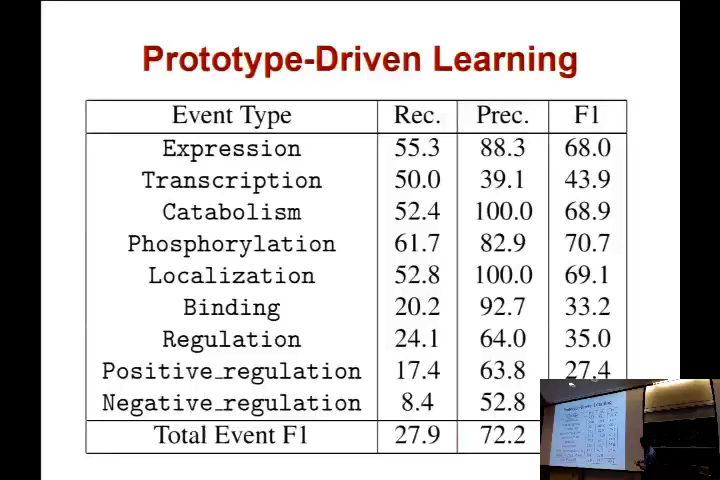 Prototype-Driven Learning
Event Type Rec. Prec. F1
Expression 55.3 88.3 68.0
Transcription 50.0 39.1 43.9
Catabolism 52.4 100.0 68.9
Phosphorylation 61.7 82.9 70.7
Localization 52.8 100.0 69.1
Binding 20.2 92.7 33.2
Regulation 24.1 64.0 35.0
Positive_regulation 17.4 63.8 27.4
Negative_regulation 8.4 52.8
Total Event F1 27.9 72.2
Prototype-Driven Learning